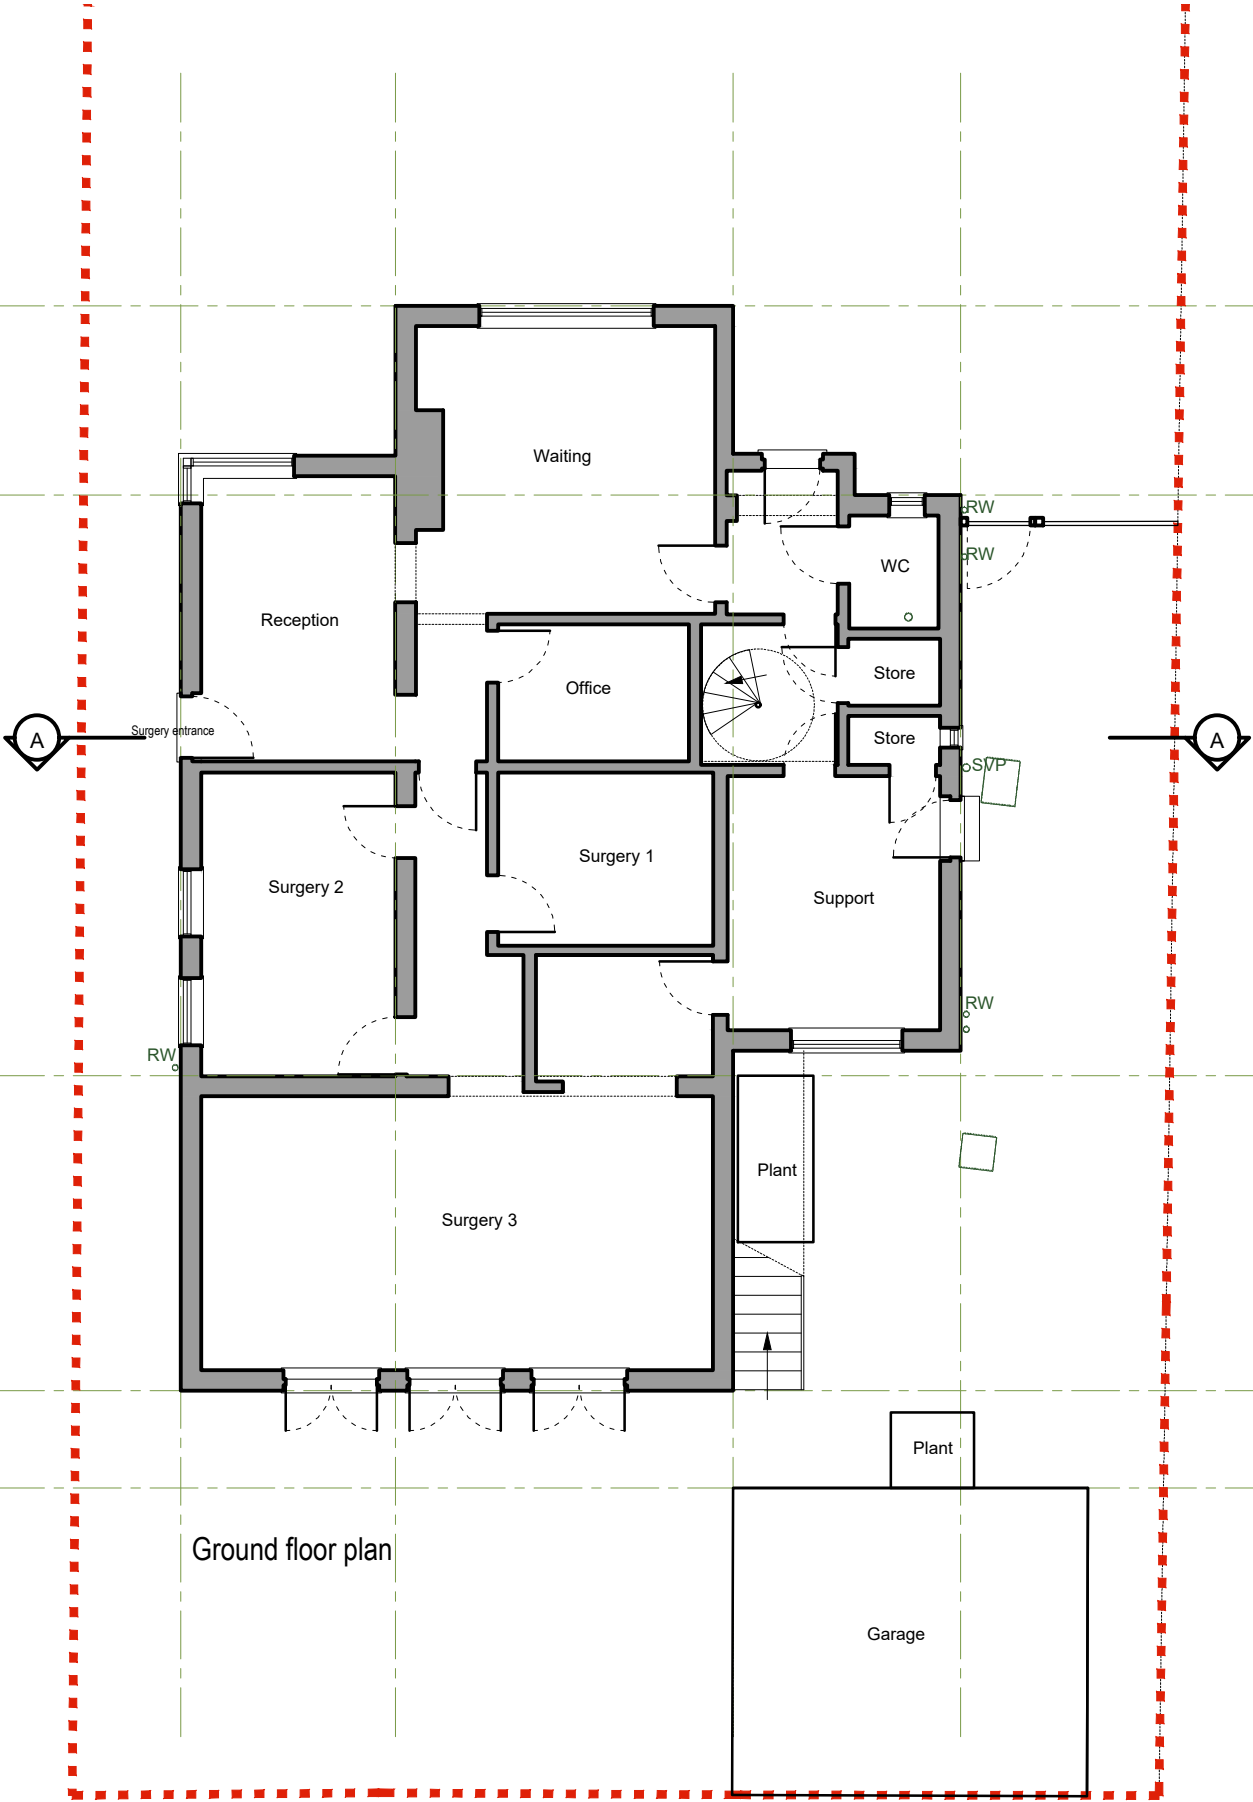 Waiting
RW
RW
WC
Reception
Store
Office
Surgery entrance
Store
A
A
SVP
Surgery 1
Surgery 2
Support
RW
RW
Plant
Surgery 3
Plant
Ground floor plan
Garage